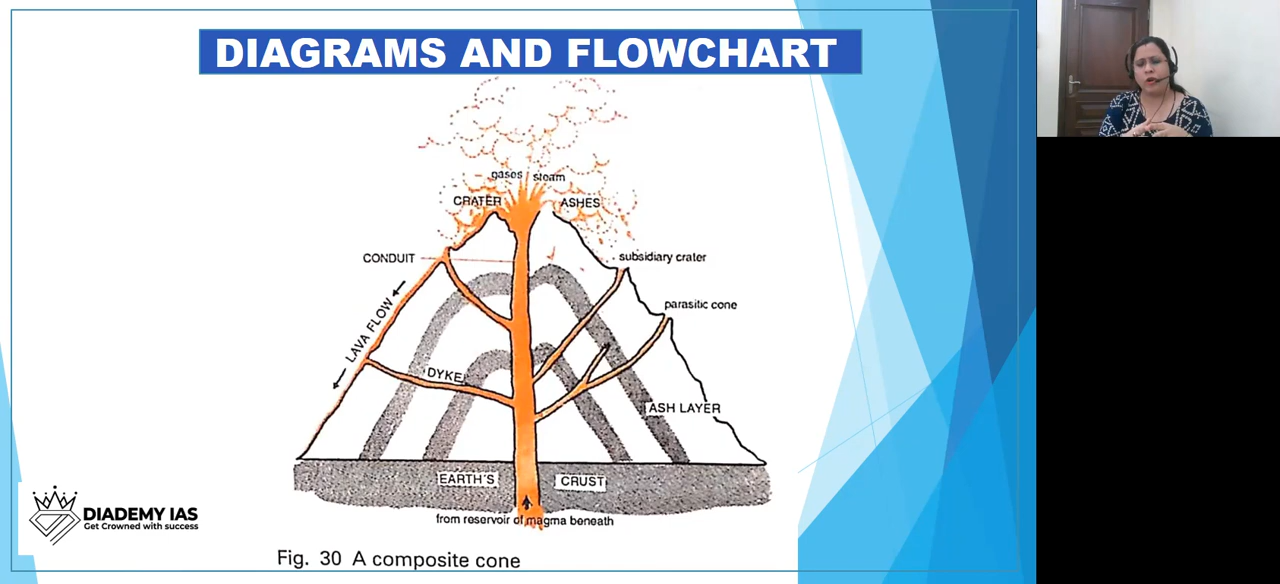 DIAGRAMS AND FLOWCHART
gases steam
CRATER ASHES
CONDUIT
subsidiary crater
parasitic cone
LAVA FLOW
DYKE
ASH LAYER
EARTH'S CRUST
from reservoir of magma beneath
DIADEMY IAS
Get Crowned with success
Fig. 30 A composite cone